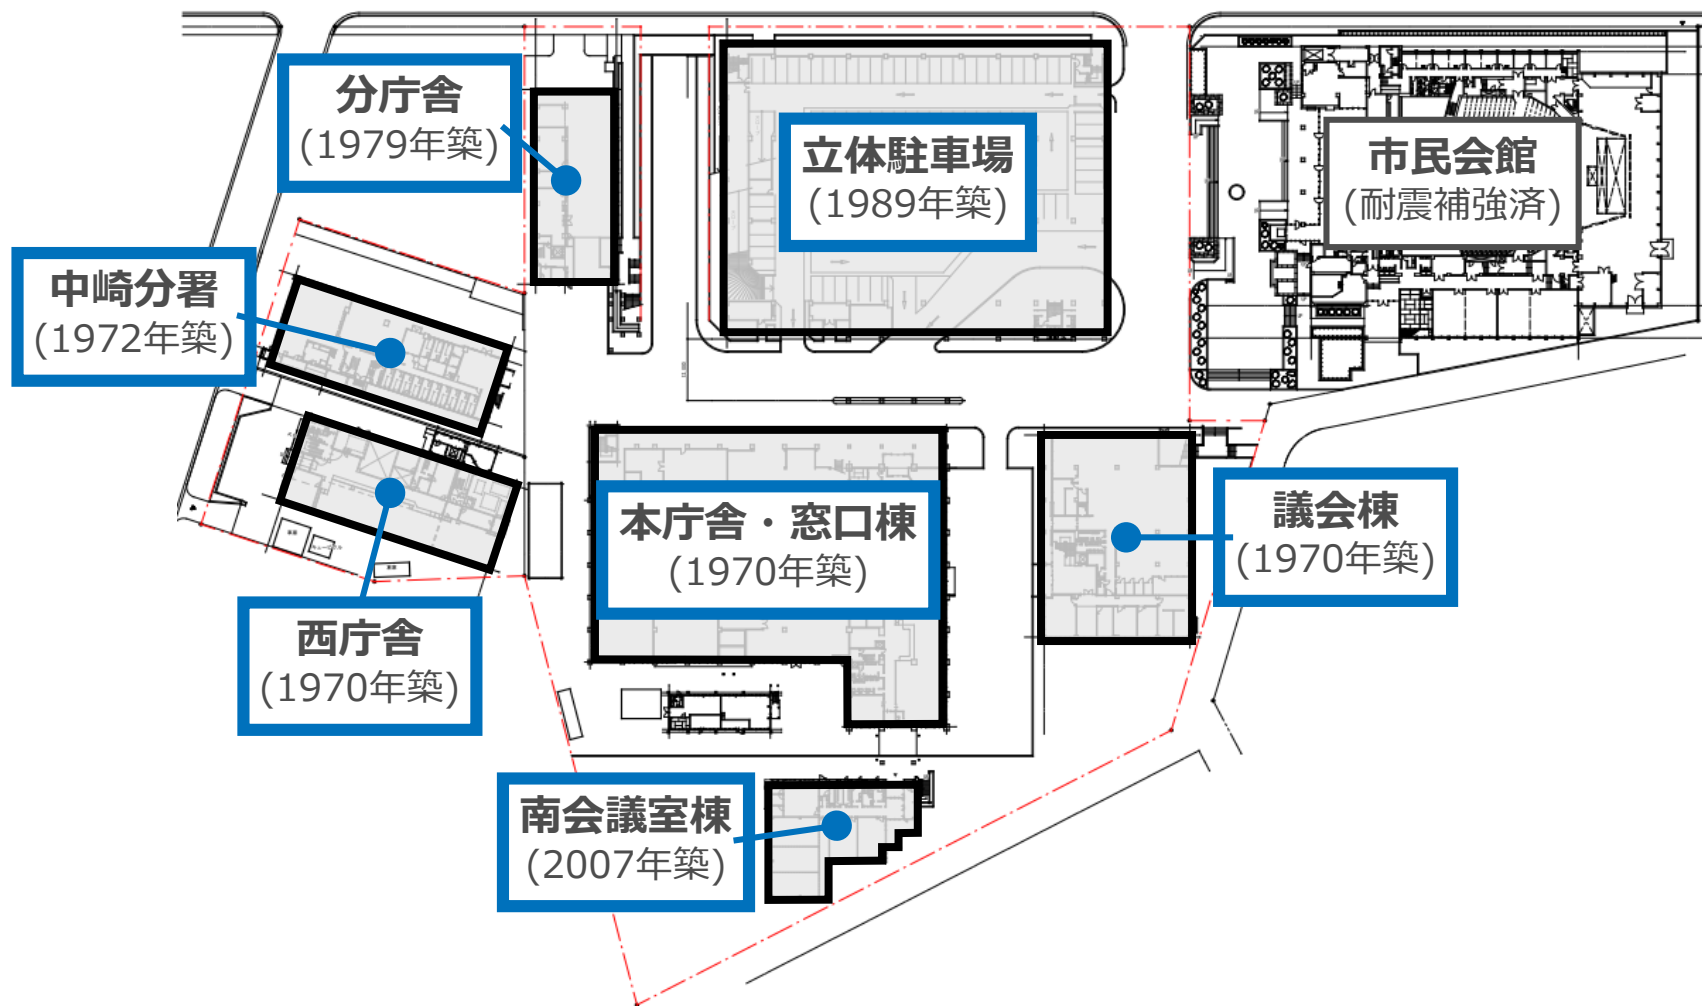 分庁舎
(1979年築)
立体駐車場
(1989年築)
市民会館
(耐震補強済)
中崎分署
(1972年築)
本庁舎・窓口棟
(1970年築)
議会棟
(1970年築)
西庁舎
(1970年築)
南会議室棟
(2007年築)